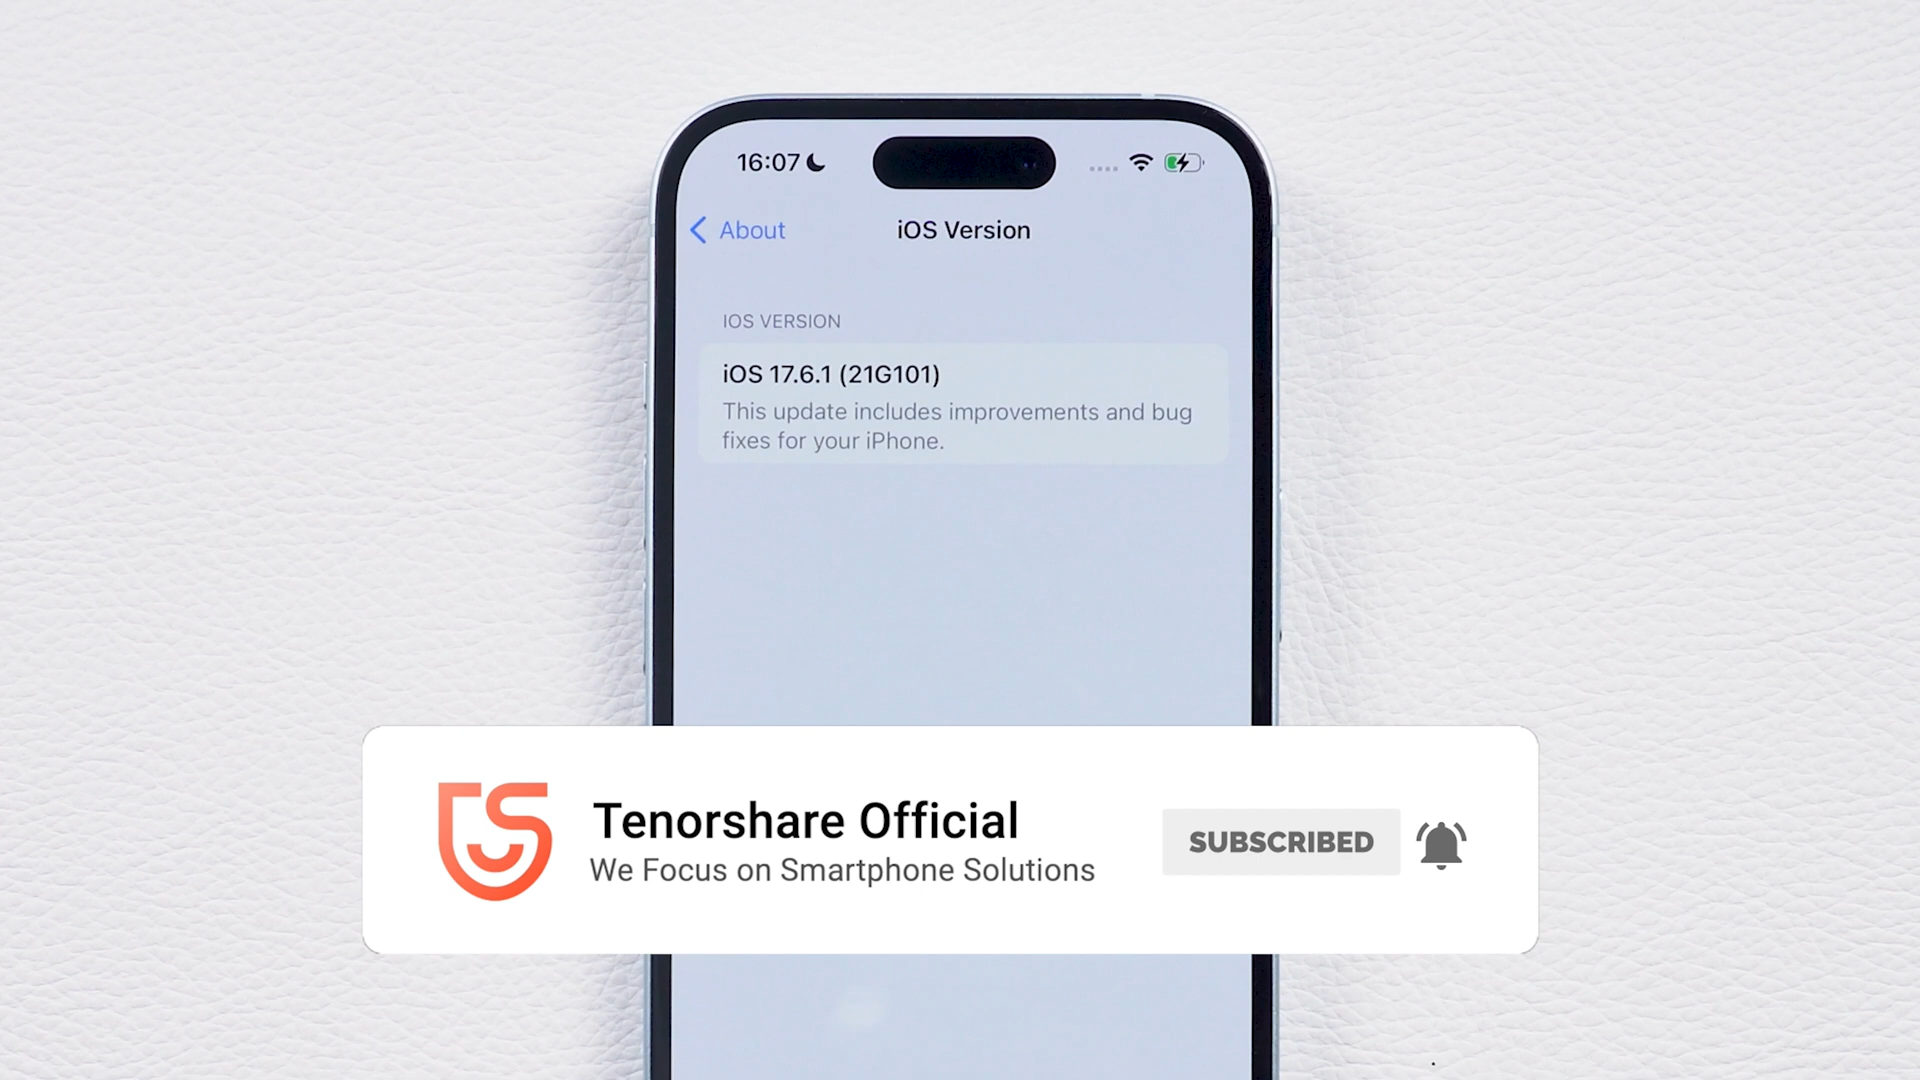 16:07
About
iOS Version
IOS VERSION
iOS 17.6.1 (21G101)
This update includes improvements and bug
fixes for your iPhone.
Tenorshare Official
We Focus on Smartphone Solutions
SUBSCRIBED